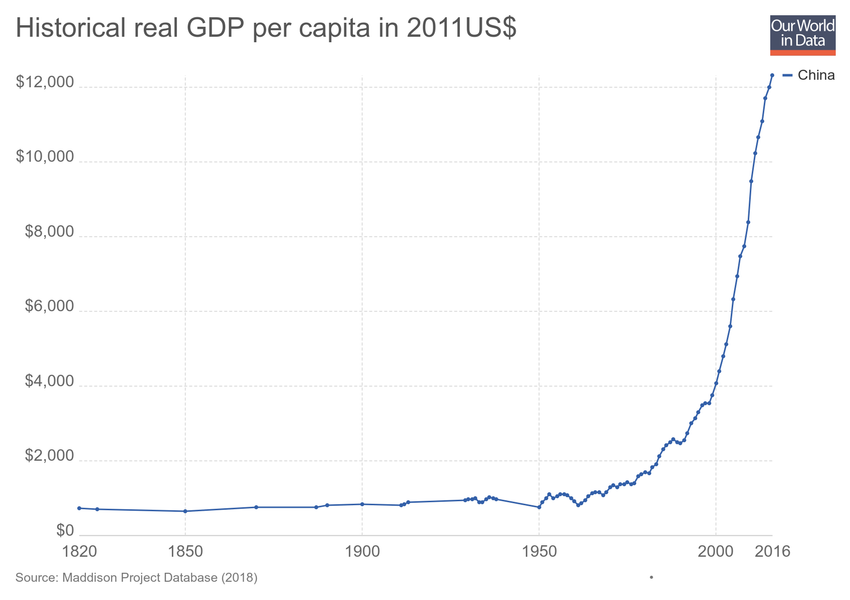 Historical real GDP per capita in 2011US$
Our World
in Data
China
$12,000
$10,000
$8,000
$6,000
$4,000
$2,000
$0
1820 1850 1900 1950 2000 2016
Source: Maddison Project Database (2018)